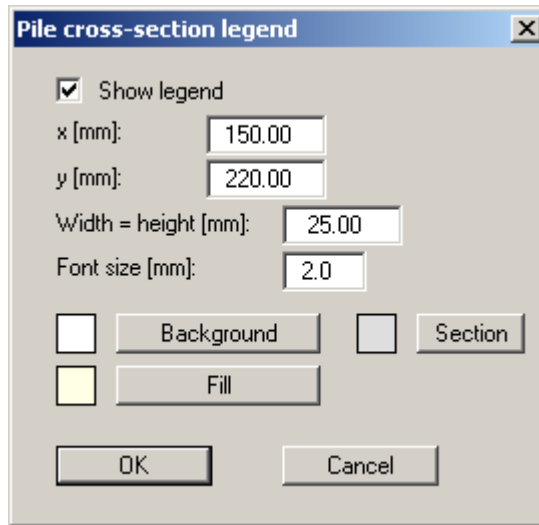 Pile cross-section legend
Show legend
x [mm]: 150.00
y [mm]: 220.00
Width = height [mm]: 25.00
Font size [mm]: 2.0
Background Section
Fill
OK Cancel